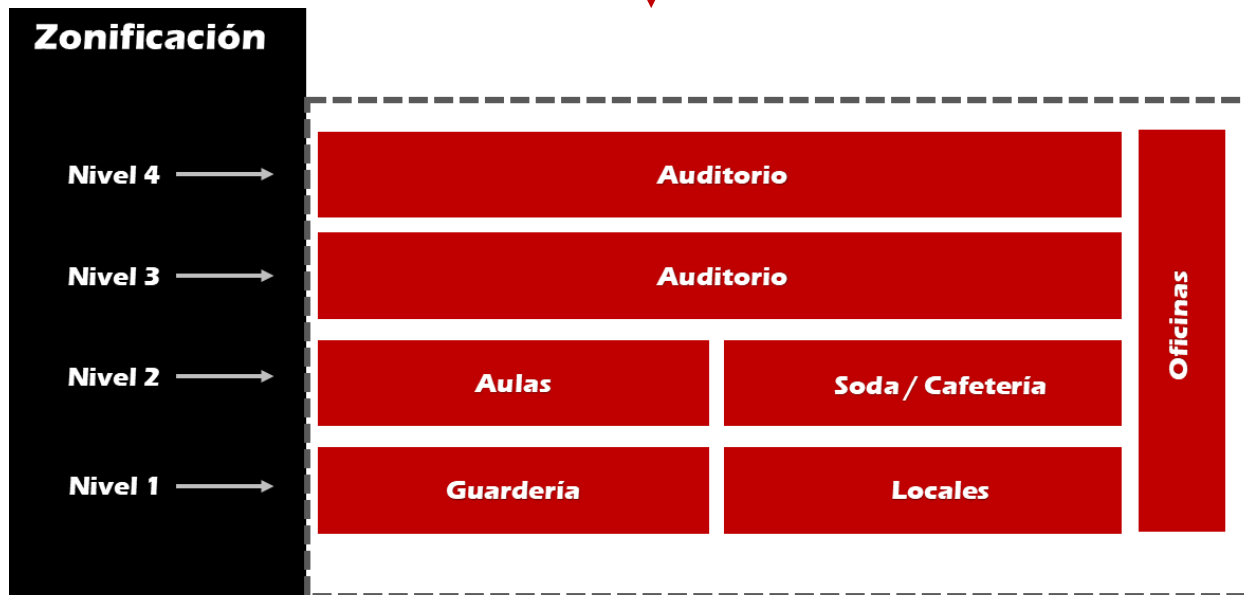 Zonificación
Nivel 4
Auditorio
Nivel 3
Auditorio
Oficinas
Nivel 2
Aulas
Soda / Cafetería
Nivel 1
Guardería
Locales